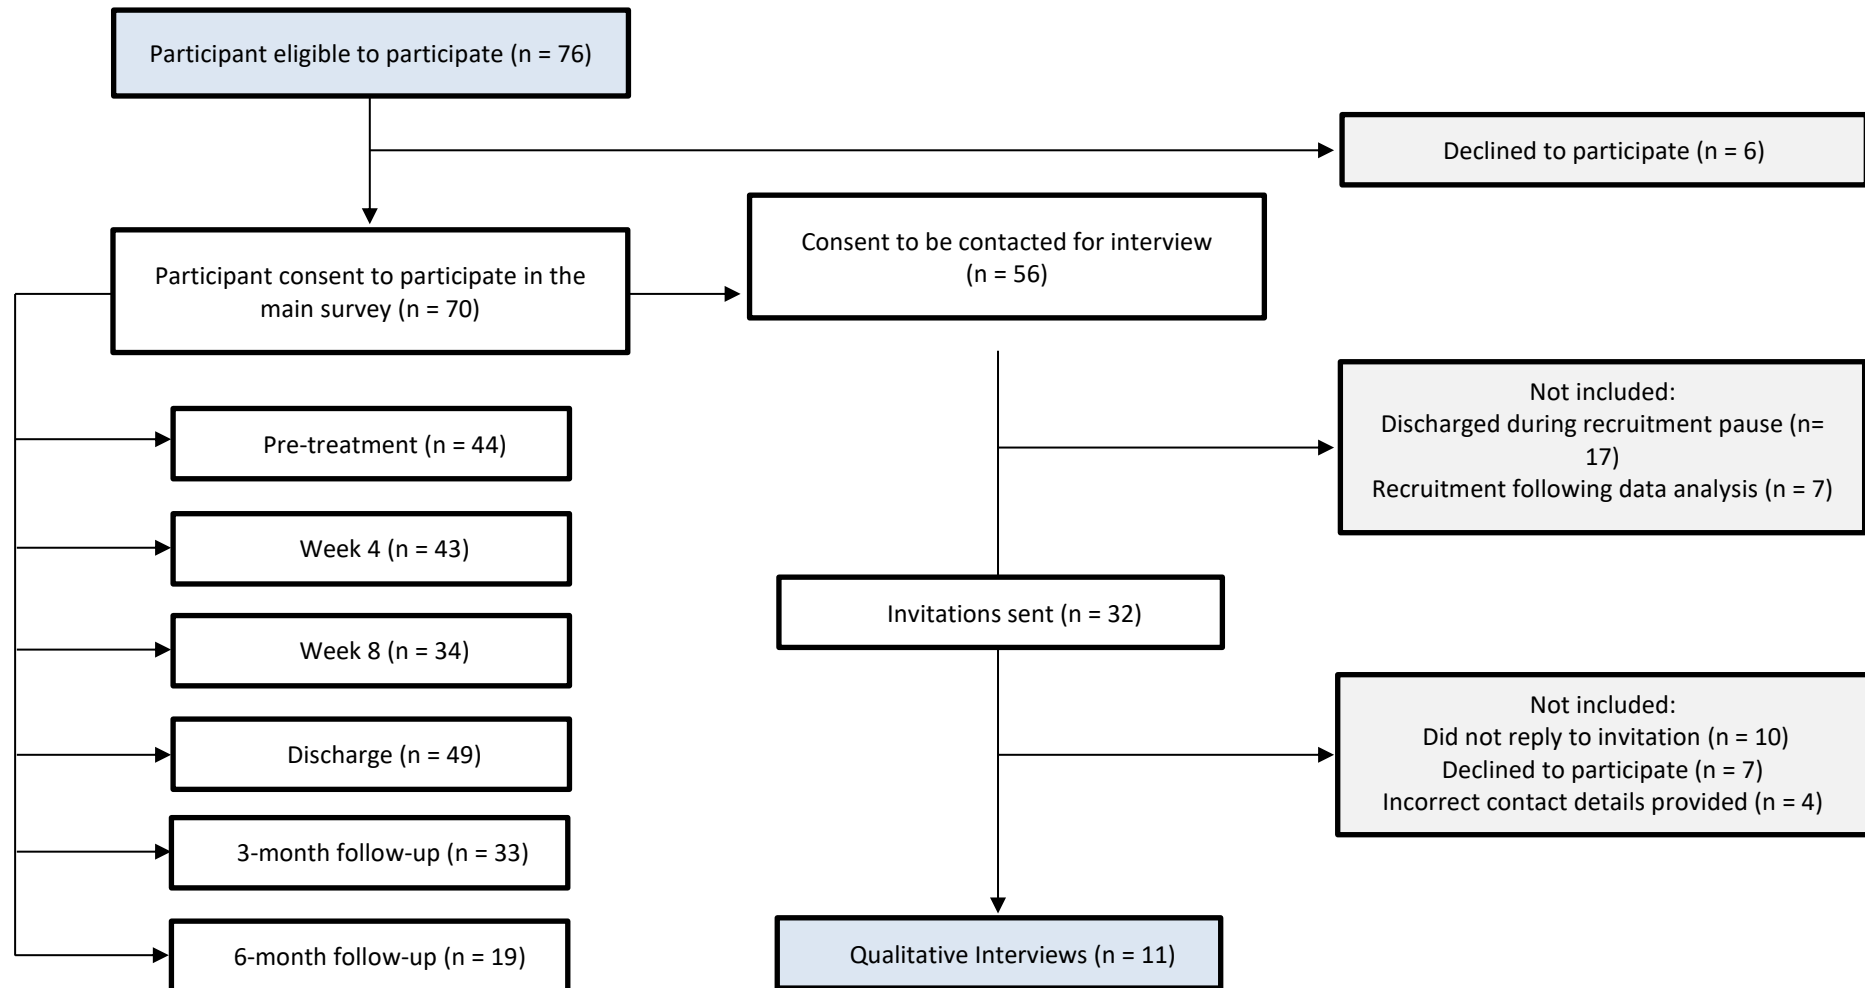 Participant eligible to participate (n = 76)
Declined to participate (n = 6)
Participant consent to participate in the
main survey (n = 70)
Consent to be contacted for interview
(n = 56)
Not included:
Discharged during recruitment pause (n=
17)
Recruitment following data analysis (n = 7)
Pre-treatment (n = 44)
Week 4 (n = 43)
Week 8 (n = 34)
Discharge (n = 49)
3-month follow-up (n = 33)
6-month follow-up (n = 19)
Invitations sent (n = 32)
Not included:
Did not reply to invitation (n = 10)
Declined to participate (n = 7)
Incorrect contact details provided (n = 4)
Qualitative Interviews (n = 11)